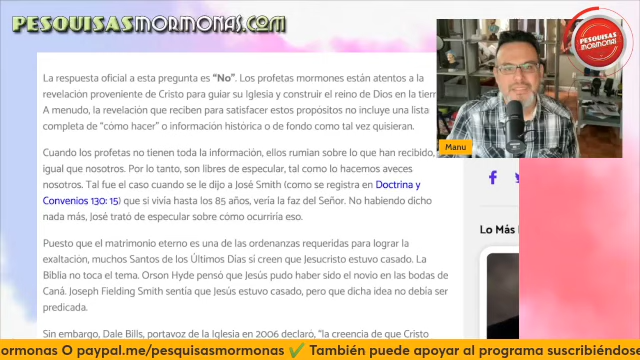 PESQUISASMORMONAS.COM
PESQUISAS
MORMONAS
La respuesta oficial a esta pregunta es “No”. Los profetas mormones están atentos a la
revelación proveniente de Cristo para guiar su Iglesia y construir el reino de Dios en la tierr
A menudo, la revelación que reciben para satisfacer estos propósitos no incluye una lista
completa de “cómo hacer” o información histórica o de fondo como tal vez quisieran.
Manu
Cuando los profetas no tienen toda la información, ellos rumian sobre lo que han recibido,
igual que nosotros. Por lo tanto, son libres de especular, tal como lo hacemos aveces
nosotros. Tal fue el caso cuando se le dijo a José Smith (como se registra en Doctrina y
Convenios 130: 15) que si vivía hasta los 85 años, vería la faz del Señor. No habiendo dicho
nada más, José trató de especular sobre cómo ocurriría eso.
Lo Más
Puesto que el matrimonio eterno es una de las ordenanzas requeridas para lograr la
exaltación, muchos Santos de los Últimos Días sí creen que Jesucristo estuvo casado. La
Biblia no toca el tema. Orson Hyde pensó que Jesús pudo haber sido el novio en las bodas de
Caná. Joseph Fielding Smith sentía que Jesús estuvo casado, pero que dicha idea no debía ser
predicada.
Sin embargo, Dale Bills, portavoz de la Iglesia en 2006 declaró, “la creencia de que Cristo
ormonas O paypal.me/pesquisasmormonas ✔ También puede apoyar al programa suscribiéndose